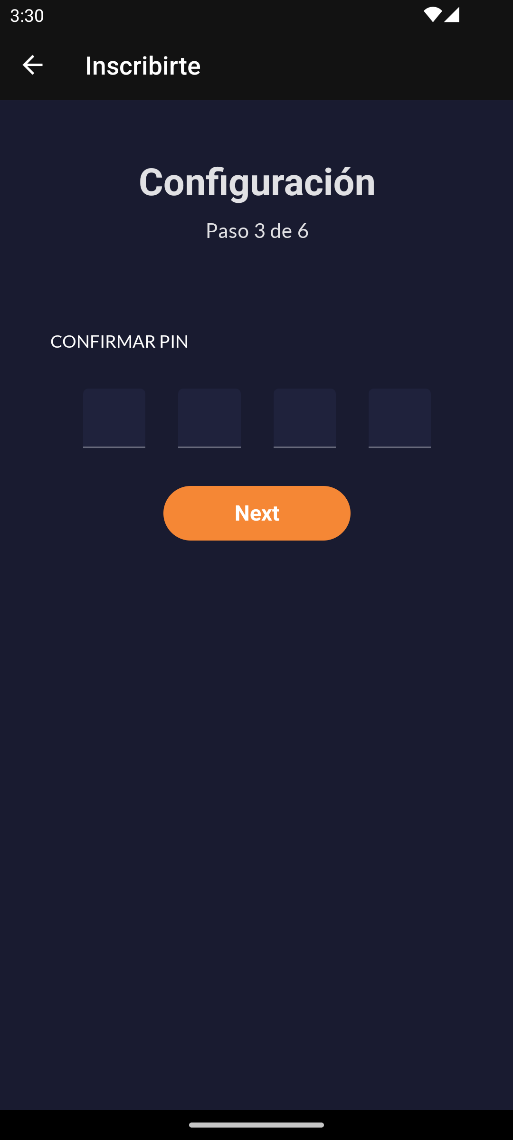 3:30
Inscribirte
Configuración
Paso 3 de 6
CONFIRMAR PIN
Next